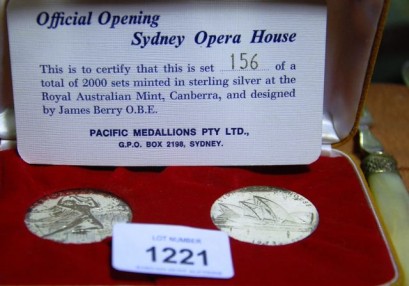 Official Opening
Sydney Opera House
This is to certify that this set 156 of a
total of 2000 sets minted in sterling silver at the
Royal Australian Mint, Canberra, and designed
by James Berry O.B.E.
PACIFIC MEDALLIONS PTY LTD.,
G.P.O. BOX 2198, SYDNEY.
LOT NUMBER
1221